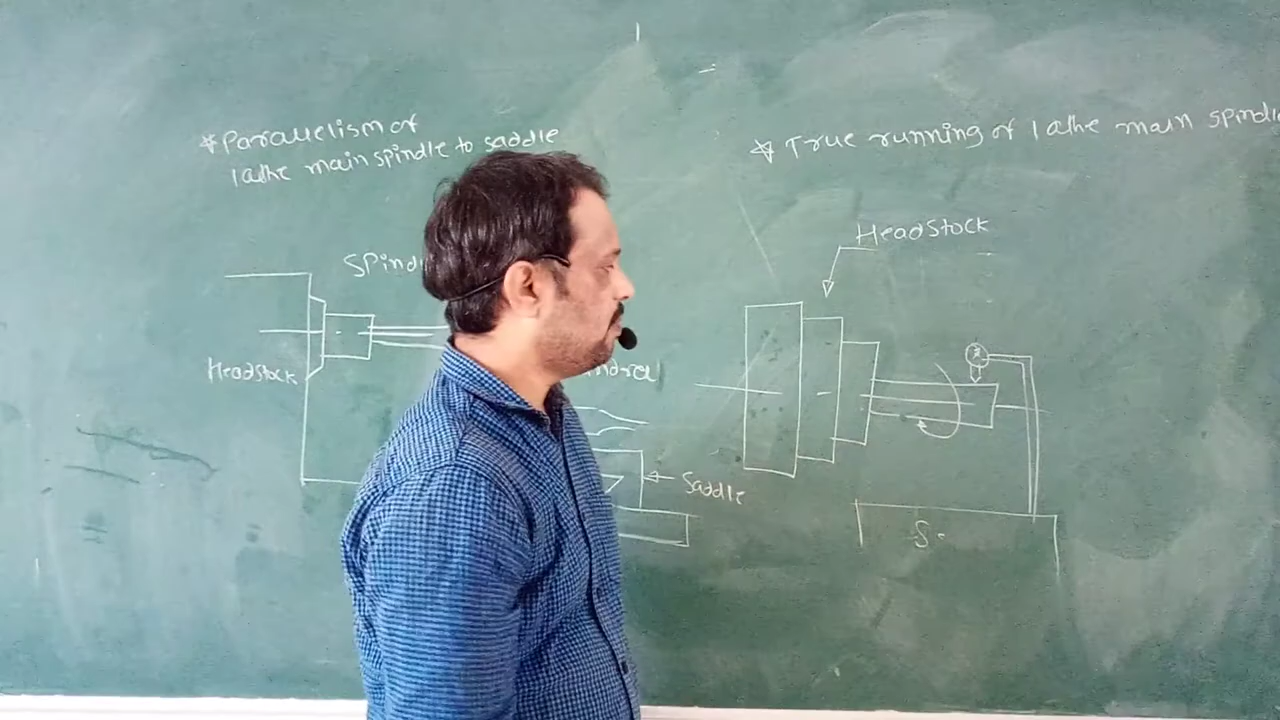 * Parallelism of
lathe main spindle to saddle
Headstock
Saddle
* True running of lathe main spindle
Headstock
S